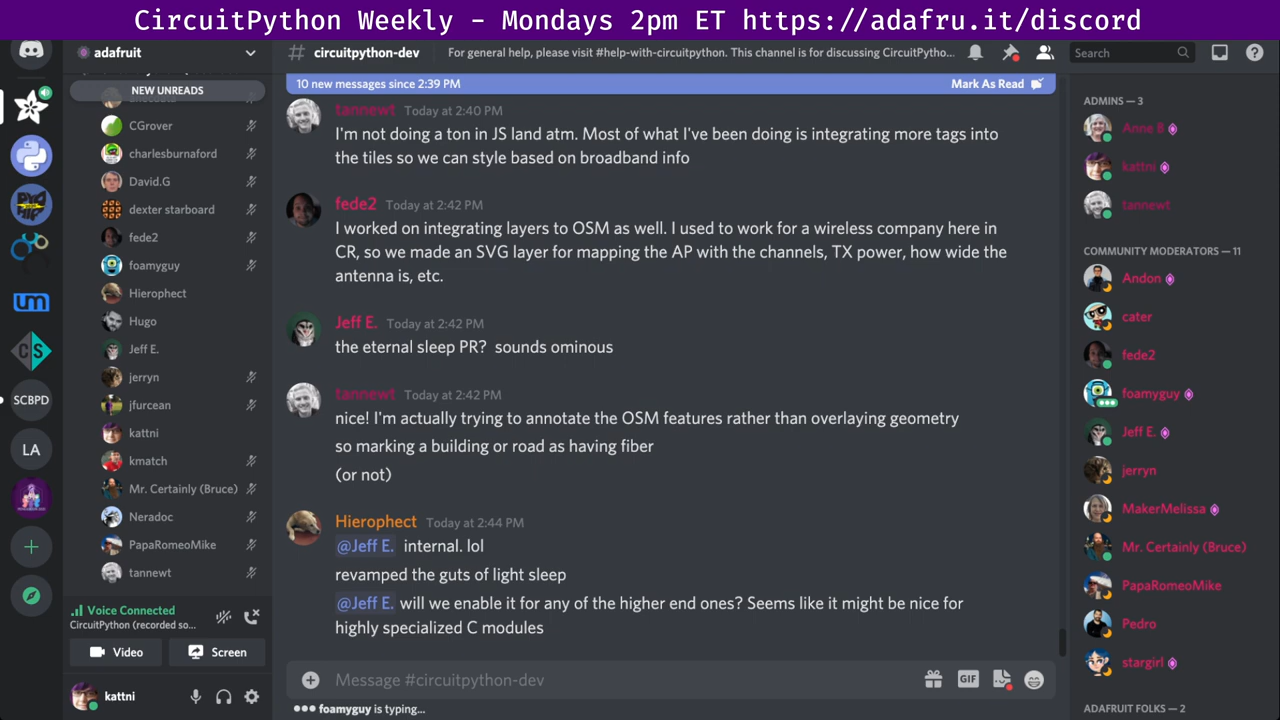 CircuitPython Weekly – Mondays 2pm ET https://adafru.it/discord
adafruit
NEW UNREADS
CGrover
charlesburnaford
David.G
dexter starboard
fede2
foamyguy
Hierophect
Hugo
Jeff E.
jerryn
jfurcean
kattni
kmatch
Mr. Certainly (Bruce)
Neradoc
PapaRomeoMike
tannewt
Voice Connected
CircuitPython (recorded so...
Video
Screen
kattni
UM
CS
SCBPD
LA
# circuitpython-dev
For general help, please visit #help-with-circuitpython. This channel is for discussing CircuitPytho...
Search
10 new messages since 2:39 PM
Mark As Read
tannewt Today at 2:40 PM
I'm not doing a ton in JS land atm. Most of what I've been doing is integrating more tags into
the tiles so we can style based on broadband info
fede2 Today at 2:42 PM
I worked on integrating layers to OSM as well. I used to work for a wireless company here in
CR, so we made an SVG layer for mapping the AP with the channels, TX power, how wide the
antenna is, etc.
Jeff E. Today at 2:42 PM
the eternal sleep PR? sounds ominous
tannewt Today at 2:42 PM
nice! I'm actually trying to annotate the OSM features rather than overlaying geometry
so marking a building or road as having fiber
(or not)
Hierophect Today at 2:44 PM
@Jeff E. internal. lol
revamped the guts of light sleep
@Jeff E. will we enable it for any of the higher end ones? Seems like it might be nice for
highly specialized C modules
Message #circuitpython-dev
GIF
foamyguy is typing...
ADMINS — 3
Anne B
kattni
tannewt
COMMUNITY MODERATORS — 11
Andon
cater
fede2
foamyguy
Jeff E.
jerryn
MakerMelissa
Mr. Certainly (Bruce)
PapaRomeoMike
Pedro
stargirl
ADAFRUIT FOLKS — 2